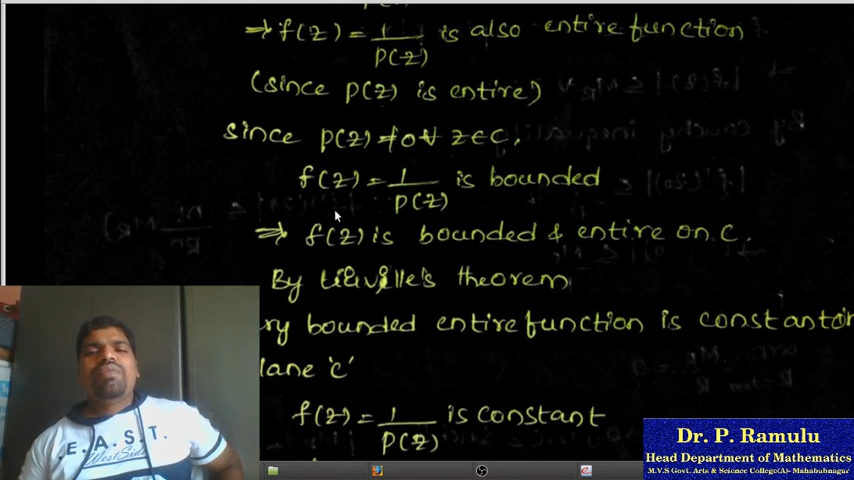 ⇒ f(z) = 1/P(z) is also entire function
(since P(z) is entire)
since P(z) ≠ 0 ∀ z ∈ C.
f(z) = 1/P(z) is bounded
⇒ f(z) is bounded & entire on C.
By theorem
ry bounded entire function is constant
lane 'c'
f(z) = 1/P(z) is constant
E.A.S.T.
WestSide
Dr. P. Ramulu
Head Department of Mathematics
M.V.S Govt. Arts & Science College(A)- Mahabubnagar